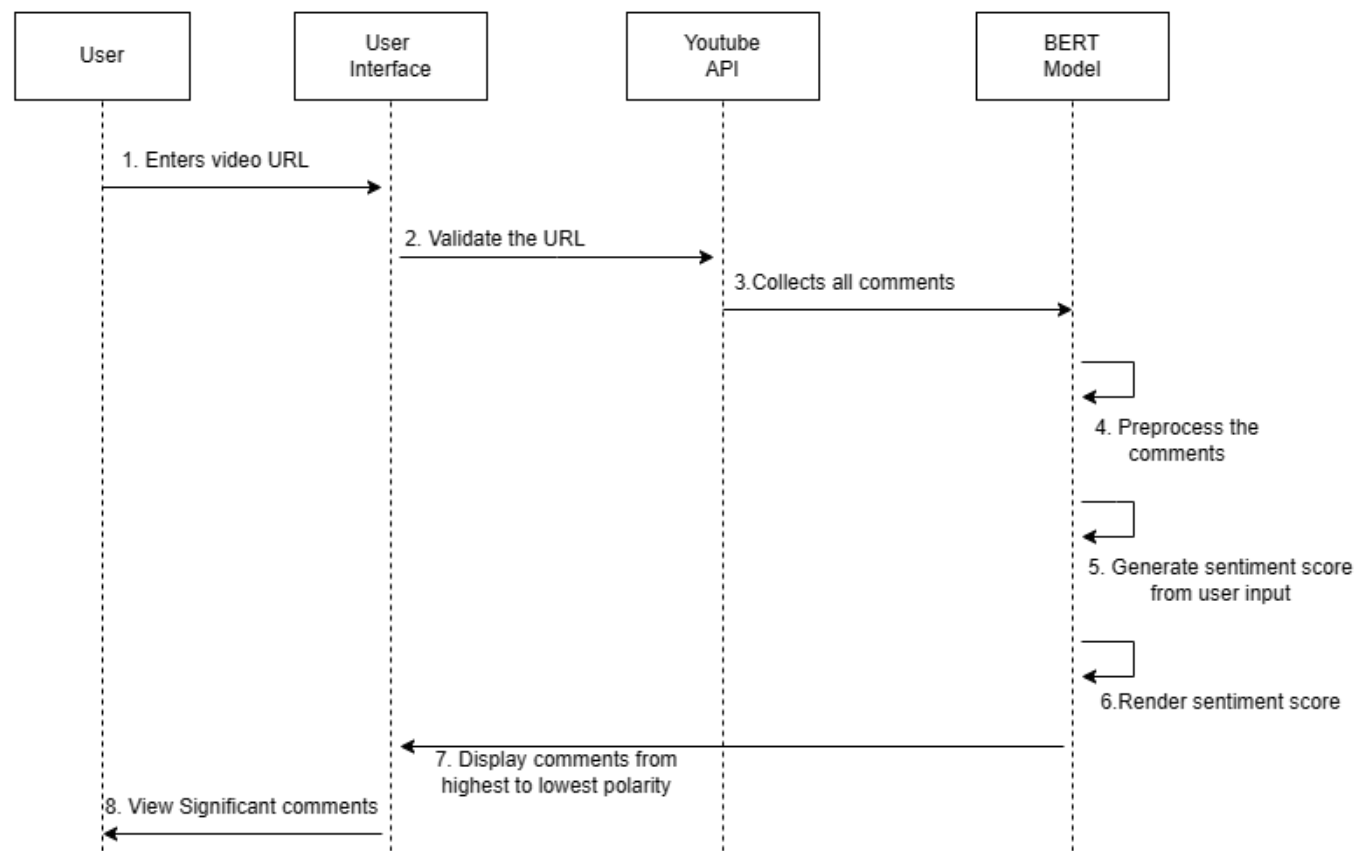 User
User
Interface
Youtube
API
BERT
Model
1. Enters video URL
2. Validate the URL
3.Collects all comments
4. Preprocess the
comments
5. Generate sentiment score
from user input
6.Render sentiment score
7. Display comments from
highest to lowest polarity
8. View Significant comments